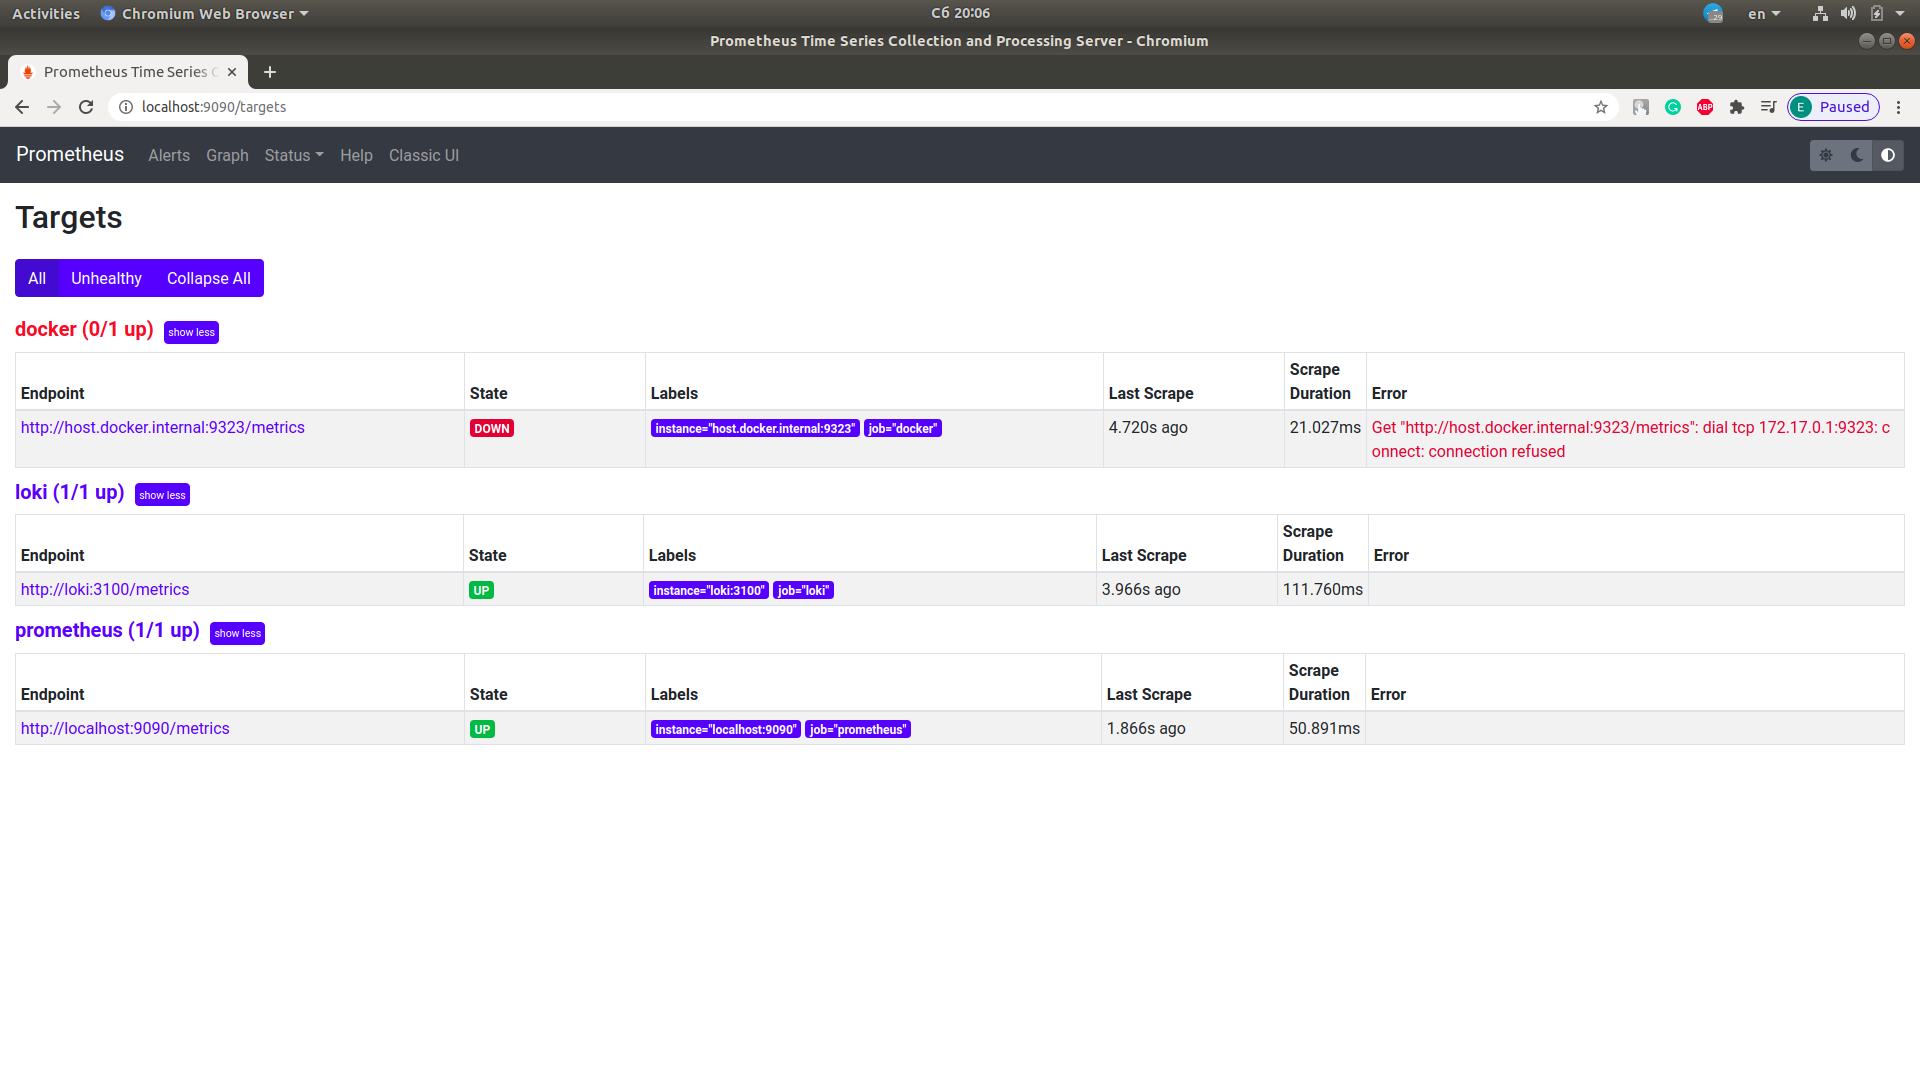 Activities Chromium Web Browser Сб 20:06 29 en
Prometheus Time Series Collection and Processing Server - Chromium
Prometheus Time Series C
localhost:9090/targets ABP E Paused
Prometheus Alerts Graph Status Help Classic UI
Targets
All Unhealthy Collapse All
docker (0/1 up) show less
Scrape
Endpoint State Labels Last Scrape Duration Error
http://host.docker.internal:9323/metrics DOWN instance="host.docker.internal:9323" job="docker" 4.720s ago 21.027ms Get "http://host.docker.internal:9323/metrics": dial tcp 172.17.0.1:9323: c
onnect: connection refused
loki (1/1 up) show less
Scrape
Endpoint State Labels Last Scrape Duration Error
http://loki:3100/metrics UP instance="loki:3100" job="loki" 3.966s ago 111.760ms
prometheus (1/1 up) show less
Scrape
Endpoint State Labels Last Scrape Duration Error
http://localhost:9090/metrics UP instance="localhost:9090" job="prometheus" 1.866s ago 50.891ms